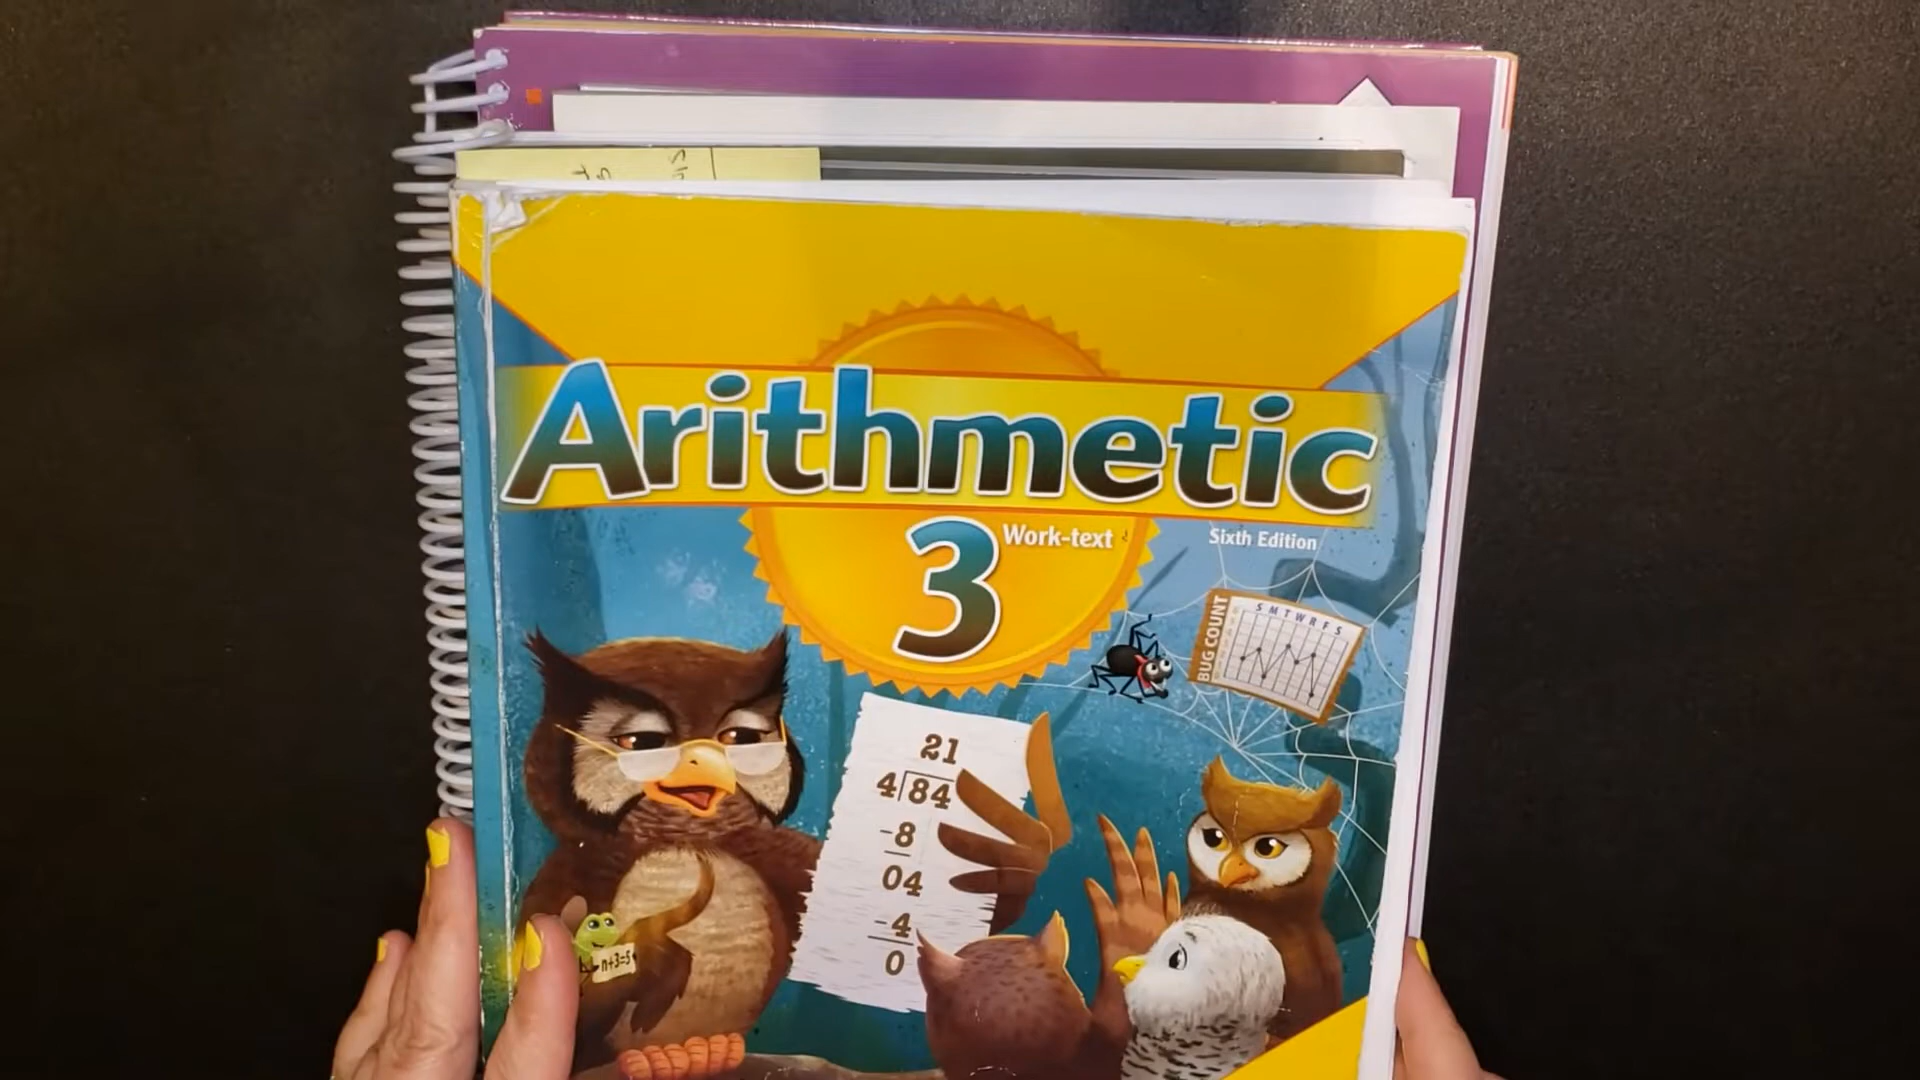 Arithmetic
3
Work-text
Sixth Edition
BUG COUNT
S M T W R F S
21
4)84
-8
04
-4
0
n+3=5